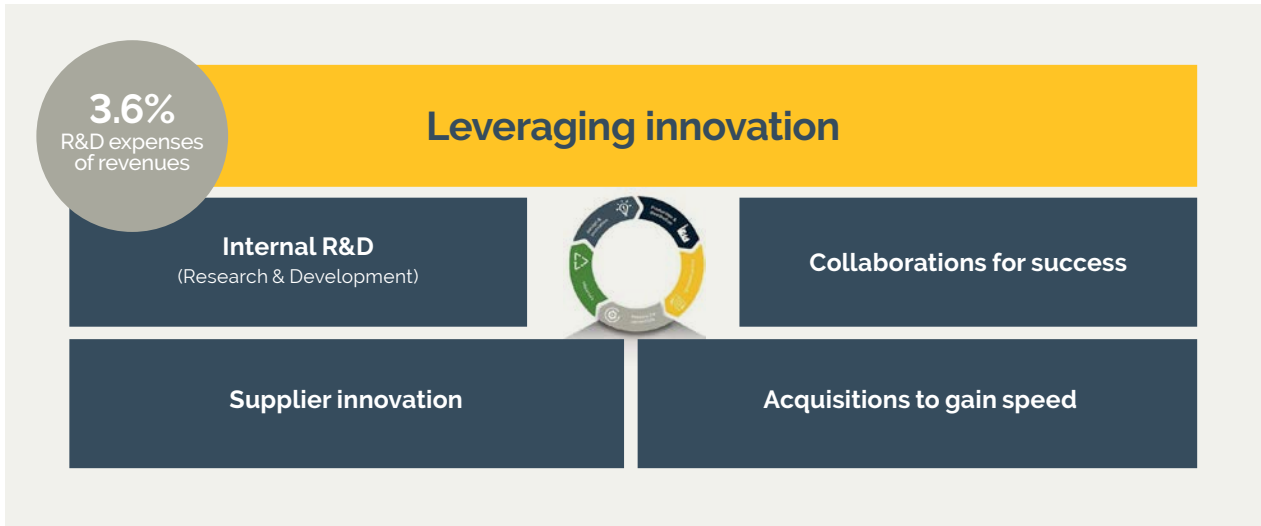 3.6%
R&D expenses
of revenues
Leveraging innovation
Internal R&D
(Research & Development)
Collaborations for success
Supplier innovation
Acquisitions to gain speed